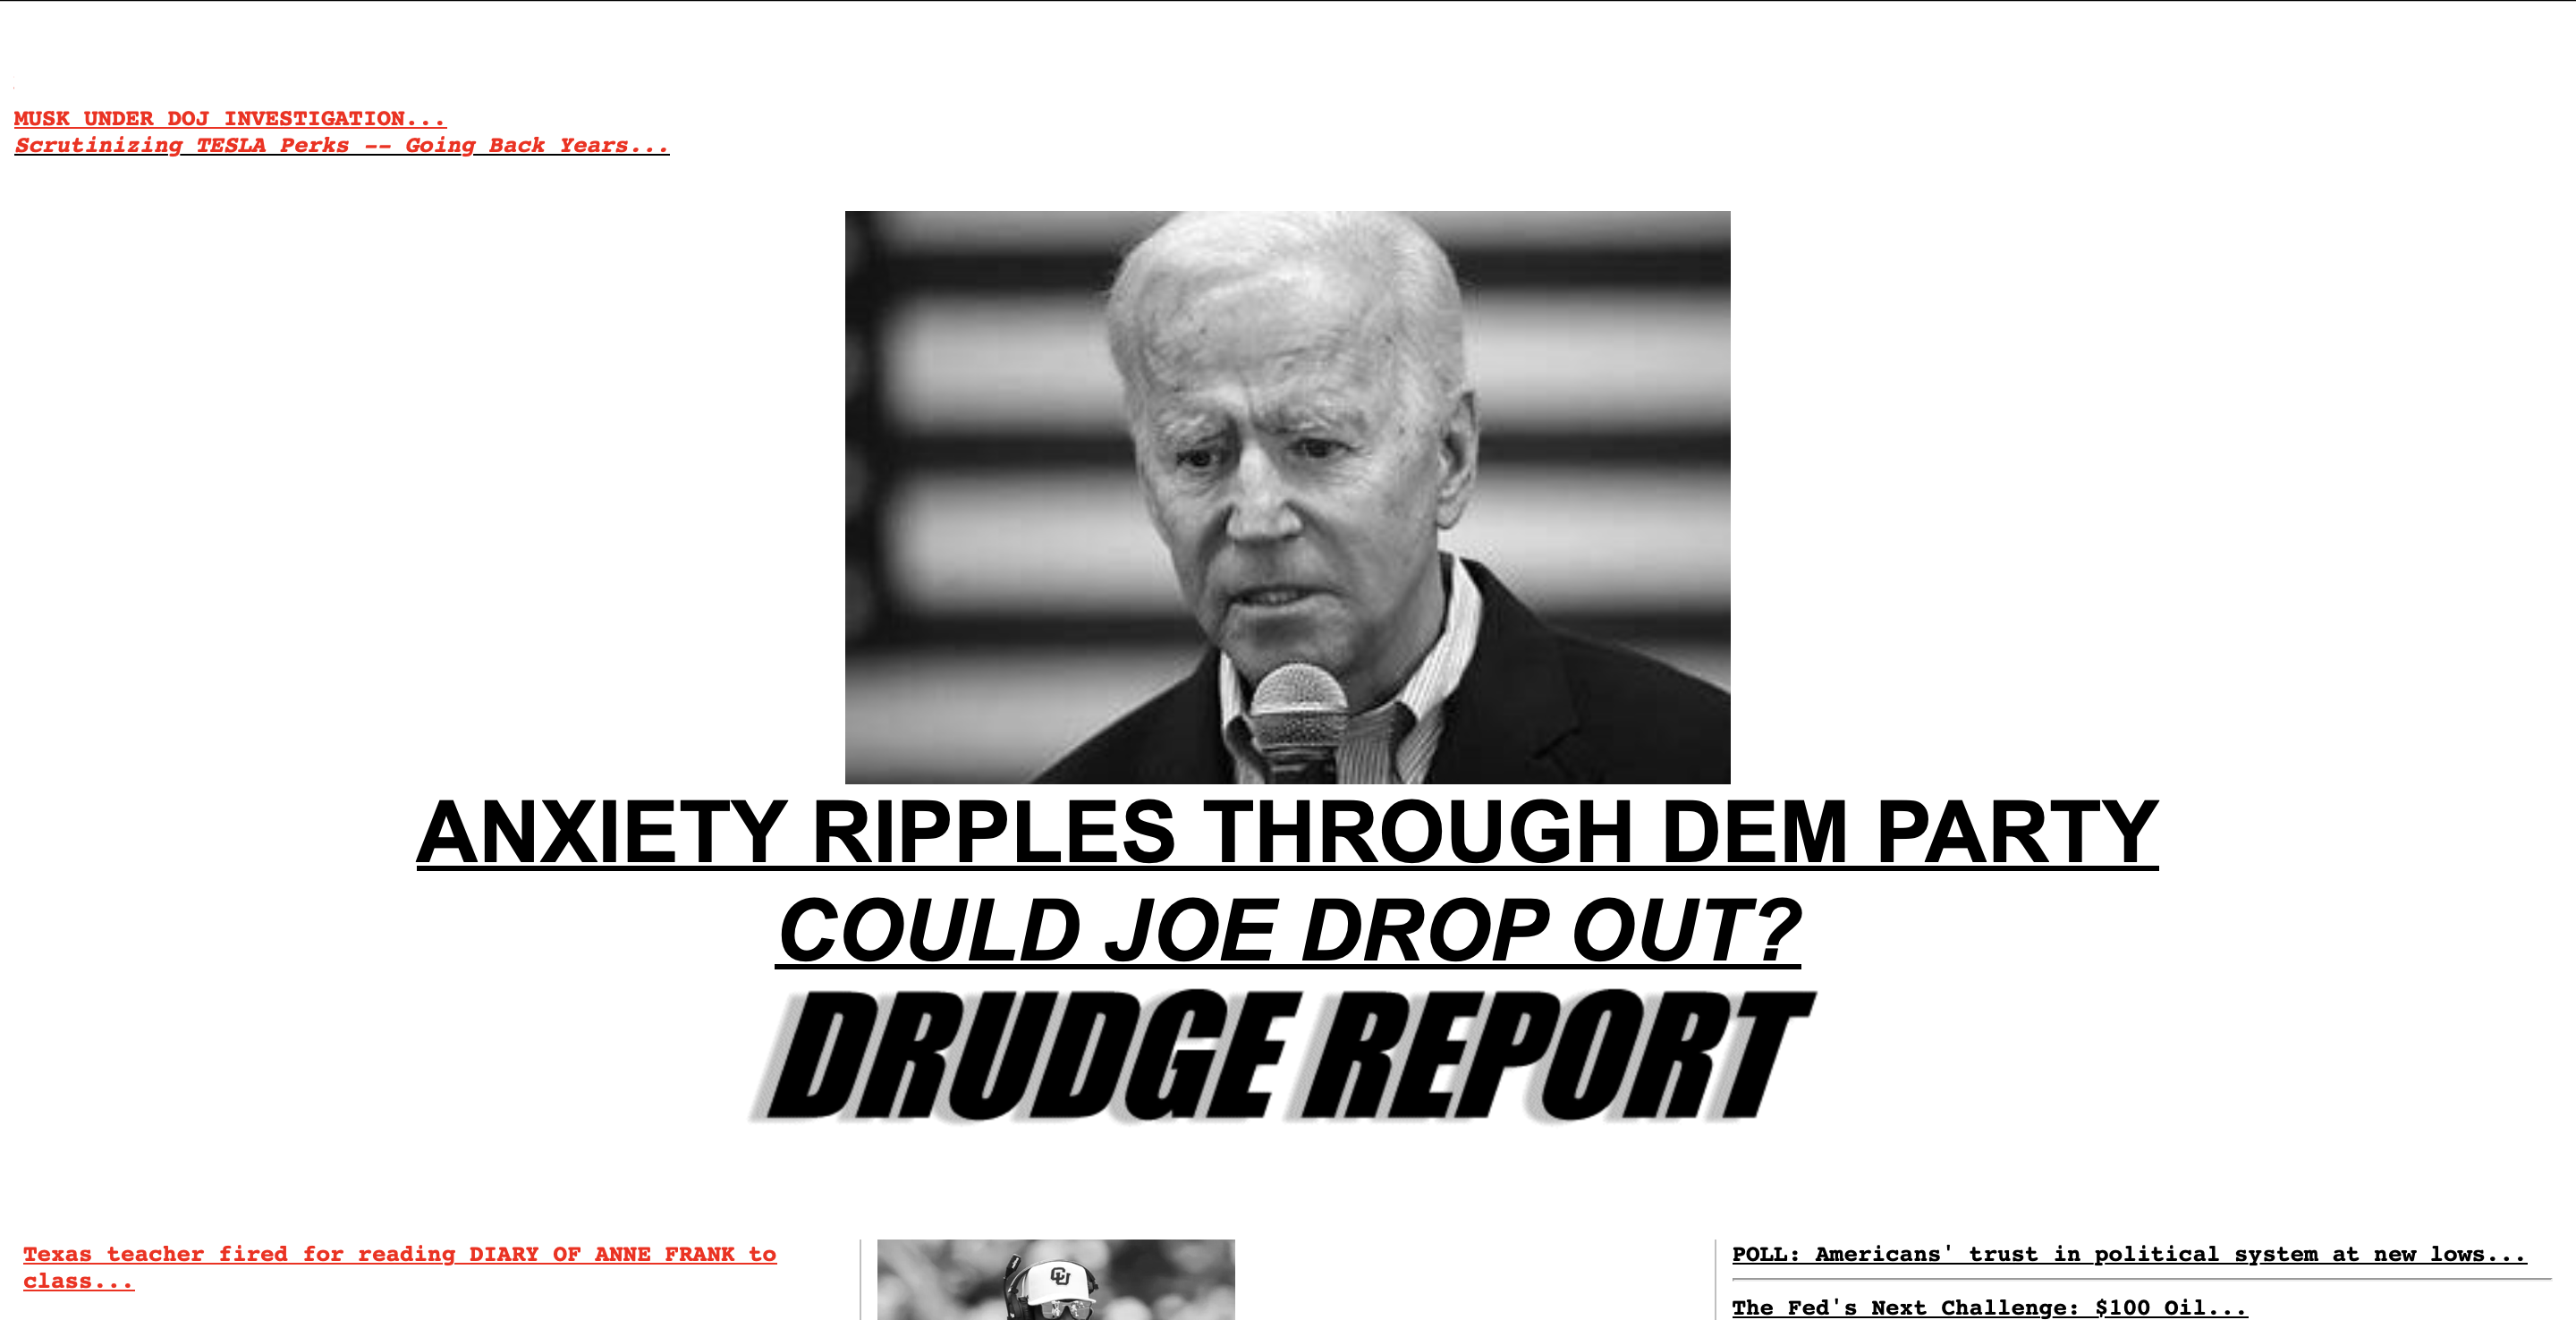 MUSK UNDER DOJ INVESTIGATION...
Scrutinizing TESLA Perks -- Going Back Years...
ANXIETY RIPPLES THROUGH DEM PARTY
COULD JOE DROP OUT?
DRUDGE REPORT
Texas teacher fired for reading DIARY OF ANNE FRANK to
class...
CU
POLL: Americans' trust in political system at new lows...
The Fed's Next Challenge: $100 Oil...